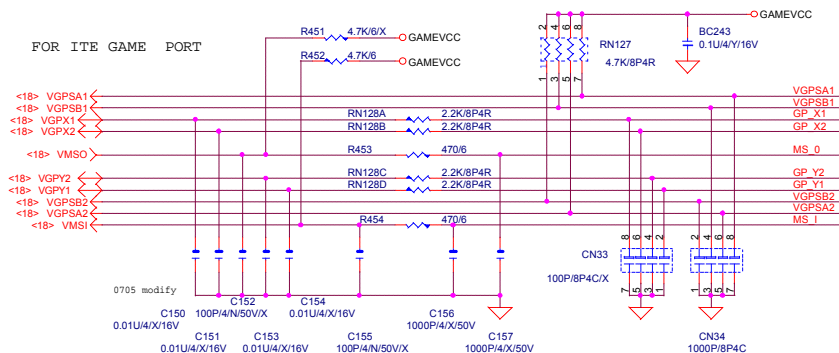 FOR ITE GAME PORT
R451 4.7K/6/X GAMEVCC
R452 4.7K/6 GAMEVCC
2 4 6 8
RN127
4.7K/8P4R
1 3 5 7
GAMEVCC
BC243
0.1U/4/Y/16V
<18> VGPSA1 VGPSA1
<18> VGPSB1 VGPSB1
<18> VGPX1 RN128A 2.2K/8P4R GP_X1
<18> VGPX2 RN128B 2.2K/8P4R GP_X2
<18> VMSO R453 470/6 MS_0
<18> VGPY2 RN128C 2.2K/8P4R GP_Y2
<18> VGPY1 RN128D 2.2K/8P4R GP_Y1
<18> VGPSB2 VGPSB2
<18> VGPSA2 VGPSA2
<18> VMSI R454 470/6 MS_I
8 6 4 2
2 4 6 8
CN33
100P/8P4C/X
7 5 3 1
1 3 5 7
CN34
1000P/8P4C
0705 modify
C150
0.01U/4/X/16V
C151
0.01U/4/X/16V
C152
100P/4/N/50V/X
C153
0.01U/4/X/16V
C154
0.01U/4/X/16V
C155
100P/4/N/50V/X
C156
1000P/4/X/50V
C157
1000P/4/X/50V